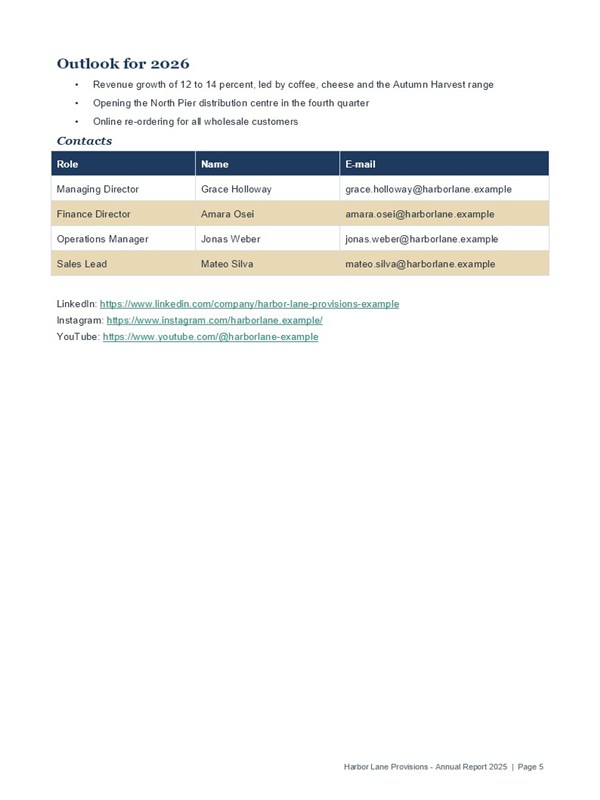 Outlook for 2026
• Revenue growth of 12 to 14 percent, led by coffee, cheese and the Autumn Harvest range
• Opening the North Pier distribution centre in the fourth quarter
• Online re-ordering for all wholesale customers
Contacts
Role Name E-mail
Managing Director Grace Holloway grace.holloway@harborlane.example
Finance Director Amara Osei amara.osei@harborlane.example
Operations Manager Jonas Weber jonas.weber@harborlane.example
Sales Lead Mateo Silva mateo.silva@harborlane.example
LinkedIn: https://www.linkedin.com/company/harbor-lane-provisions-example
Instagram: https://www.instagram.com/harborlane.example/
YouTube: https://www.youtube.com/@harborlane-example
Harbor Lane Provisions - Annual Report 2025 | Page 5